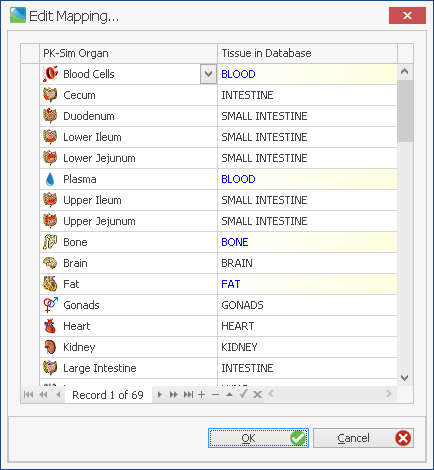 Edit Mapping...
PK-Sim Organ Tissue in Database
Blood Cells BLOOD
Cecum INTESTINE
Duodenum SMALL INTESTINE
Lower Ileum SMALL INTESTINE
Lower Jejunum SMALL INTESTINE
Plasma BLOOD
Upper Ileum SMALL INTESTINE
Upper Jejunum SMALL INTESTINE
Bone BONE
Brain BRAIN
Fat FAT
Gonads GONADS
Heart HEART
Kidney KIDNEY
Large Intestine INTESTINE
Record 1 of 69
OK Cancel